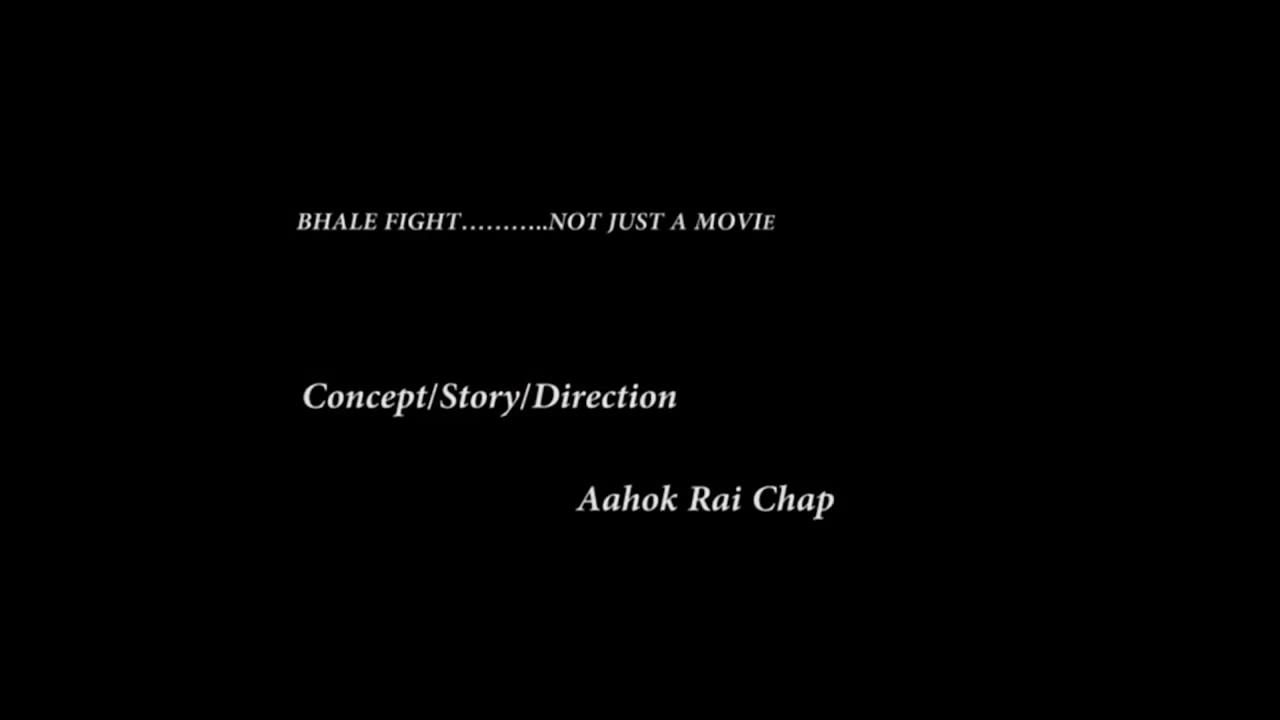 BHALE FIGHT………..NOT JUST A MOVIE
Concept/Story/Direction
Aahok Rai Chap